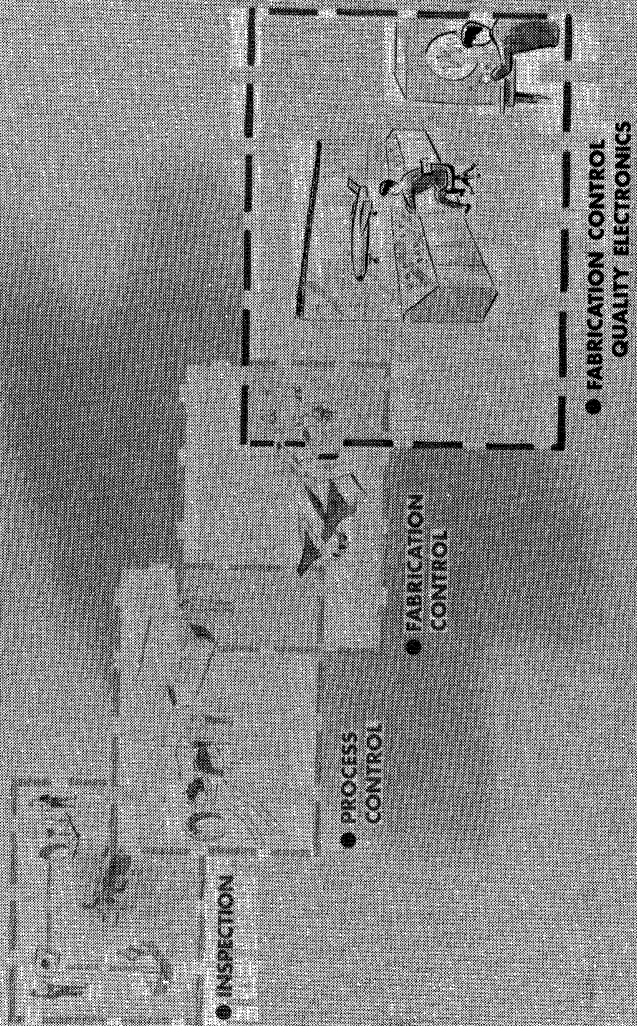 ● INSPECTION
● PROCESS
CONTROL
● FABRICATION
CONTROL
● FABRICATION CONTROL
QUALITY ELECTRONICS